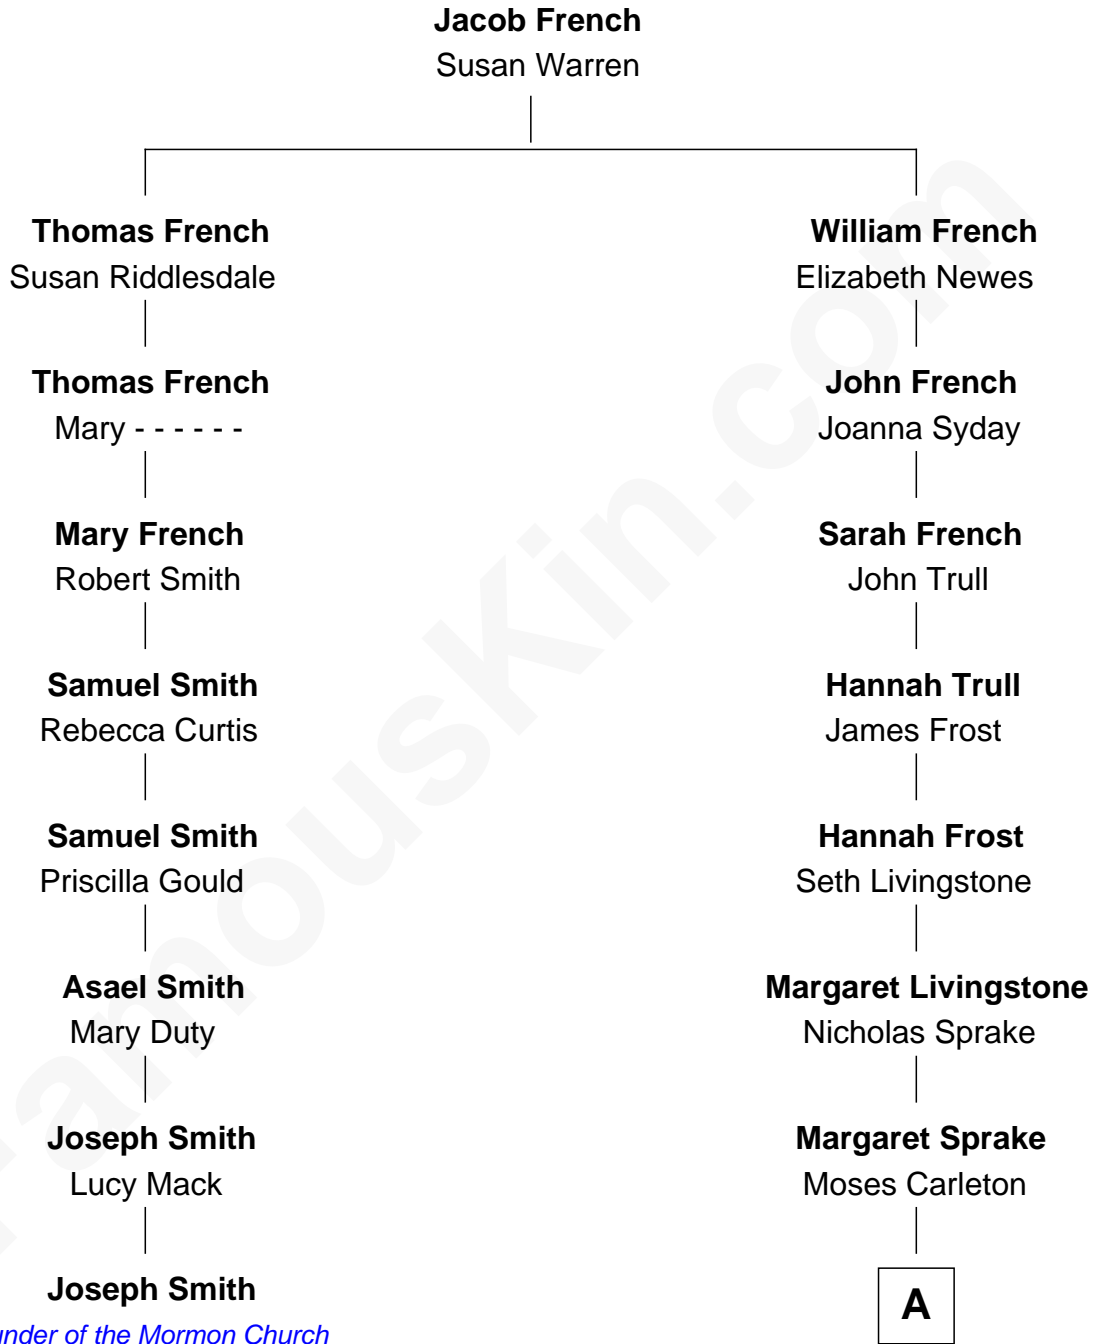 Jacob French
Susan Warren
Thomas French
Susan Riddlesdale
William French
Elizabeth Newes
Thomas French
Mary - - - - - -
John French
Joanna Syday
Mary French
Robert Smith
Sarah French
John Trull
Samuel Smith
Rebecca Curtis
Hannah Trull
James Frost
Samuel Smith
Priscilla Gould
Hannah Frost
Seth Livingstone
Asael Smith
Mary Duty
Margaret Livingstone
Nicholas Sprake
Joseph Smith
Lucy Mack
Margaret Sprake
Moses Carleton
Joseph Smith
under of the Mormon Church
A
FamousKin.com